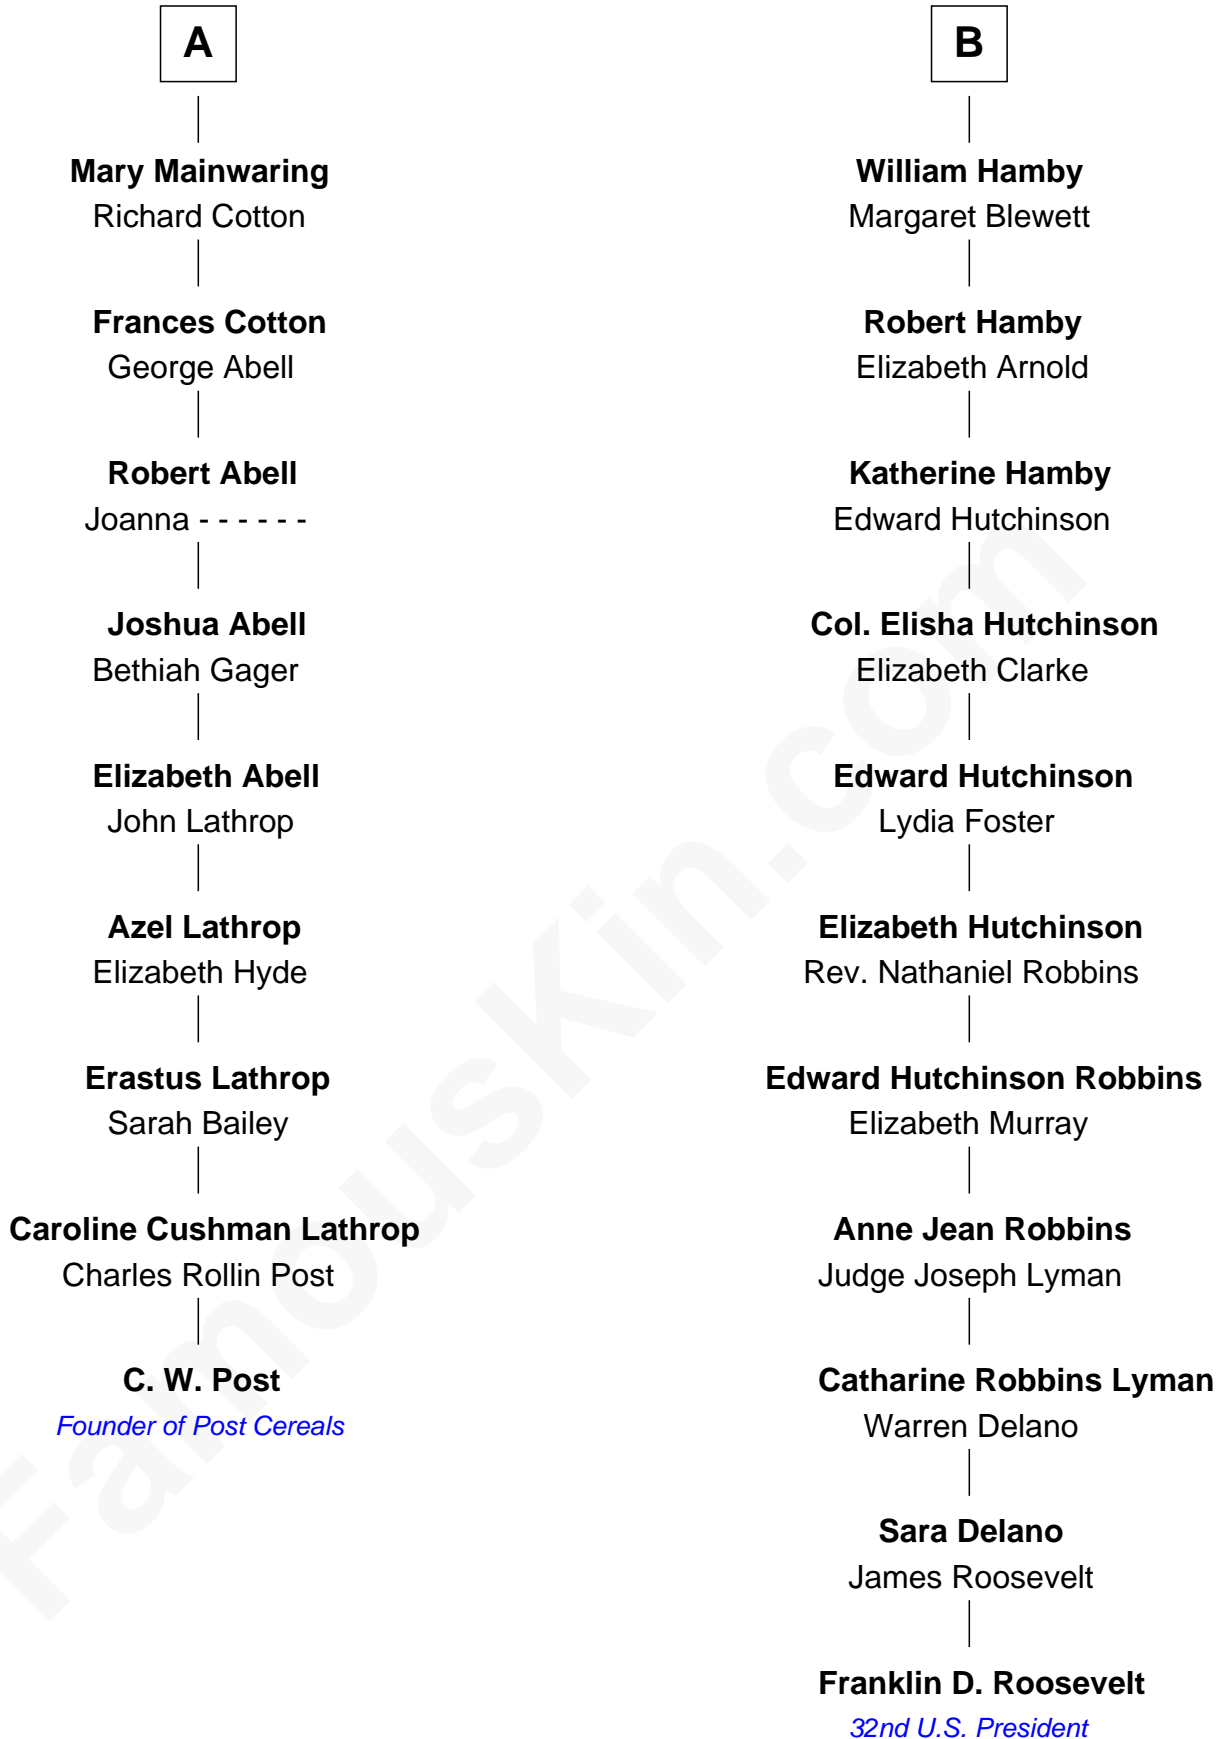 A
Mary Mainwaring
Richard Cotton
Frances Cotton
George Abell
Robert Abell
Joanna - - - - - -
Joshua Abell
Bethiah Gager
Elizabeth Abell
John Lathrop
Azel Lathrop
Elizabeth Hyde
Erastus Lathrop
Sarah Bailey
Caroline Cushman Lathrop
Charles Rollin Post
C. W. Post
Founder of Post Cereals
B
William Hamby
Margaret Blewett
Robert Hamby
Elizabeth Arnold
Katherine Hamby
Edward Hutchinson
Col. Elisha Hutchinson
Elizabeth Clarke
Edward Hutchinson
Lydia Foster
Elizabeth Hutchinson
Rev. Nathaniel Robbins
Edward Hutchinson Robbins
Elizabeth Murray
Anne Jean Robbins
Judge Joseph Lyman
Catharine Robbins Lyman
Warren Delano
Sara Delano
James Roosevelt
Franklin D. Roosevelt
32nd U.S. President
FamousKin.com